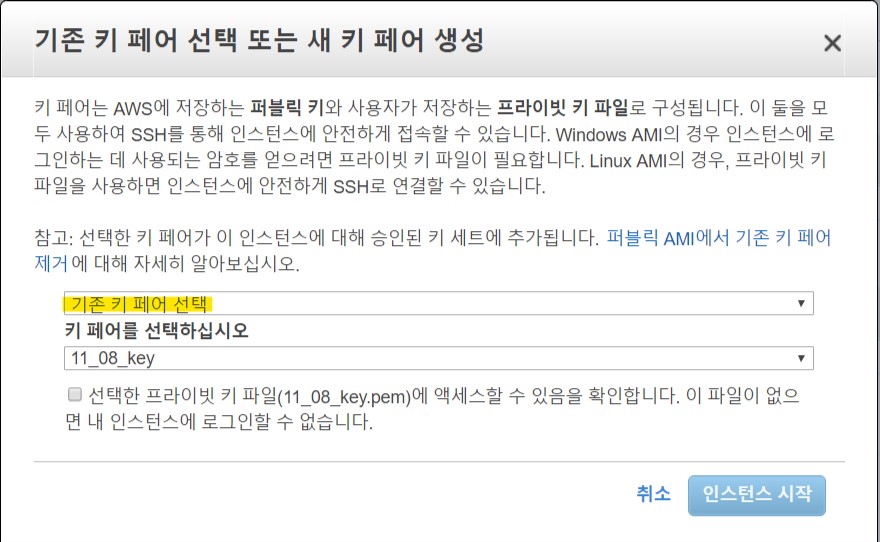 기존 키 페어 선택 또는 새 키 페어 생성
키 페어는 AWS에 저장하는 퍼블릭 키와 사용자가 저장하는 프라이빗 키 파일로 구성됩니다. 이 둘을 모
두 사용하여 SSH를 통해 인스턴스에 안전하게 접속할 수 있습니다. Windows AMI의 경우 인스턴스에 로
그인하는 데 사용되는 암호를 얻으려면 프라이빗 키 파일이 필요합니다. Linux AMI의 경우, 프라이빗 키
파일을 사용하면 인스턴스에 안전하게 SSH로 연결할 수 있습니다.
참고: 선택한 키 페어가 이 인스턴스에 대해 승인된 키 세트에 추가됩니다. 퍼블릭 AMI에서 기존 키 페어
제거에 대해 자세히 알아보십시오.
기존 키 페어 선택
키 페어를 선택하십시오
11_08_key
선택한 프라이빗 키 파일(11_08_key.pem)에 액세스할 수 있음을 확인합니다. 이 파일이 없으
면 내 인스턴스에 로그인할 수 없습니다.
취소 인스턴스 시작